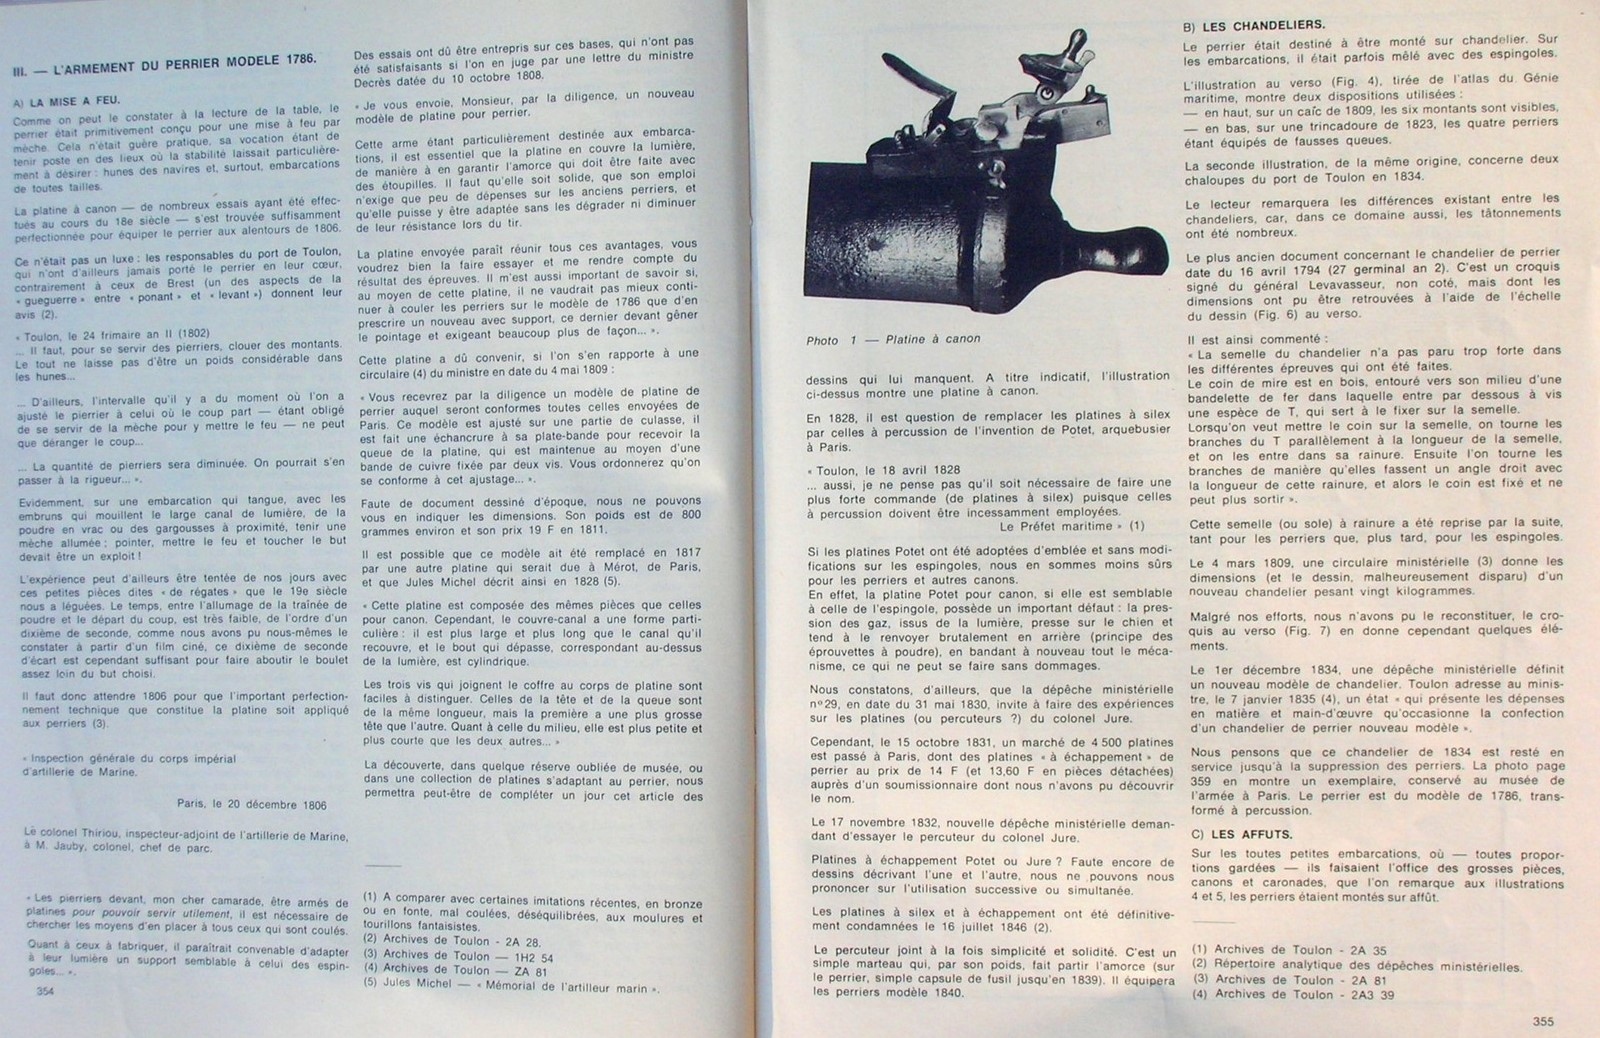 III. — L'ARMEMENT DU PERRIER MODELE 1786.
A) LA MISE A FEU.
Comme on peut le constater à la lecture de la table, le
perrier était primitivement conçu pour une mise à feu par
mèche. Cela n'était guère pratique, sa vocation étant de
tenir poste en des lieux où la stabilité laissait particulière-
ment à désirer : hunes des navires et, surtout, embarcations
de toutes tailles.
La platine à canon — de nombreux essais ayant été effec-
tués au cours du 18e siècle — s'est trouvée suffisamment
perfectionnée pour équiper le perrier aux alentours de 1806.
Ce n'était pas un luxe : les responsables du port de Toulon,
qui n'ont d'ailleurs jamais porté le perrier en leur cœur,
contrairement à ceux de Brest (un des aspects de la
« gueguerre » entre « ponant » et « levant ») donnent leur
avis (2).
« Toulon, le 24 frimaire an II (1802)
... Il faut, pour se servir des pierriers, clouer des montants.
Le tout ne laisse pas d'être un poids considérable dans
les hunes...
... D'ailleurs, l'intervalle qu'il y a du moment où l'on a
ajusté le pierrier à celui où le coup part — étant obligé
de se servir de la mèche pour y mettre le feu — ne peut
que déranger le coup...
... La quantité de pierriers sera diminuée. On pourrait s'en
passer à la rigueur... ».
Evidemment, sur une embarcation qui tangue, avec les
embruns qui mouillent le large canal de lumière, de la
poudre en vrac ou des gargousses à proximité, tenir une
mèche allumée ; pointer, mettre le feu et toucher le but
devait être un exploit !
L'expérience peut d'ailleurs être tentée de nos jours avec
ces petites pièces dites « de régates » que le 19e siècle
nous a léguées. Le temps, entre l'allumage de la traînée de
poudre et le départ du coup, est très faible, de l'ordre d'un
dixième de seconde, comme nous avons pu nous-mêmes le
constater à partir d'un film ciné, ce dixième de seconde
d'écart est cependant suffisant pour faire aboutir le boulet
assez loin du but choisi.
Il faut donc attendre 1806 pour que l'important perfection-
nement technique que constitue la platine soit appliqué
aux perriers (3).
« Inspection générale du corps impérial
d'artillerie de Marine.
Paris, le 20 décembre 1806
Le colonel Thiriou, inspecteur-adjoint de l'artillerie de Marine,
à M. Jauby, colonel, chef de parc.
« Les pierriers devant, mon cher camarade, être armés de
platines pour pouvoir servir utilement, il est nécessaire de
chercher les moyens d'en placer à tous ceux qui sont coulés.
Quant à ceux à fabriquer, il paraîtrait convenable d'adapter
à leur lumière un support semblable à celui des espin-
goles... ».
354
Des essais ont dû être entrepris sur ces bases, qui n'ont pas
été satisfaisants si l'on en juge par une lettre du ministre
Decrès datée du 10 octobre 1808.
« Je vous envoie, Monsieur, par la diligence, un nouveau
modèle de platine pour perrier.
Cette arme étant particulièrement destinée aux embarca-
tions, il est essentiel que la platine en couvre la lumière,
de manière à en garantir l'amorce qui doit être faite avec
des étoupilles. Il faut qu'elle soit solide, que son emploi
n'exige que peu de dépenses sur les anciens perriers, et
qu'elle puisse y être adaptée sans les dégrader ni diminuer
de leur résistance lors du tir.
La platine envoyée paraît réunir tous ces avantages, vous
voudrez bien la faire essayer et me rendre compte du
résultat des épreuves. Il m'est aussi important de savoir si,
au moyen de cette platine, il ne vaudrait pas mieux conti-
nuer à couler les perriers sur le modèle de 1786 que d'en
prescrire un nouveau avec support, ce dernier devant gêner
le pointage et exigeant beaucoup plus de façon... ».
Cette platine a dû convenir, si l'on s'en rapporte à une
circulaire (4) du ministre en date du 4 mai 1809 :
« Vous recevrez par la diligence un modèle de platine de
perrier auquel seront conformes toutes celles envoyées de
Paris. Ce modèle est ajusté sur une partie de culasse, il
est fait une échancrure à sa plate-bande pour recevoir la
queue de la platine, qui est maintenue au moyen d'une
bande de cuivre fixée par deux vis. Vous ordonnerez qu'on
se conforme à cet ajustage... ».
Faute de document dessiné d'époque, nous ne pouvons
vous en indiquer les dimensions. Son poids est de 800
grammes environ et son prix 19 F en 1811.
Il est possible que ce modèle ait été remplacé en 1817
par une autre platine qui serait due à Mérot, de Paris,
et que Jules Michel décrit ainsi en 1828 (5).
« Cette platine est composée des mêmes pièces que celles
pour canon. Cependant, le couvre-canal a une forme parti-
culière : il est plus large et plus long que le canal qu'il
recouvre, et le bout qui dépasse, correspondant au-dessus
de la lumière, est cylindrique.
Les trois vis qui joignent le coffre au corps de platine sont
faciles à distinguer. Celles de la tête et de la queue sont
de la même longueur, mais la première a une plus grosse
tête que l'autre. Quant à celle du milieu, elle est plus petite et
plus courte que les deux autres... »
La découverte, dans quelque réserve oubliée de musée, ou
dans une collection de platines s'adaptant au perrier, nous
permettra peut-être de compléter un jour cet article des
(1) A comparer avec certaines imitations récentes, en bronze
ou en fonte, mal coulées, déséquilibrées, aux moulures et
tourillons fantaisistes.
(2) Archives de Toulon - 2A 28.
(3) Archives de Toulon — 1H2 54
(4) Archives de Toulon — ZA 81
(5) Jules Michel — « Mémorial de l'artilleur marin ».
Photo 1 — Platine à canon
dessins qui lui manquent. A titre indicatif, l'illustration
ci-dessus montre une platine à canon.
En 1828, il est question de remplacer les platines à silex
par celles à percussion de l'invention de Potet, arquebusier
à Paris.
« Toulon, le 18 avril 1828
... aussi, je ne pense pas qu'il soit nécessaire de faire une
plus forte commande (de platines à silex) puisque celles
à percussion doivent être incessamment employées.
Le Préfet maritime » (1)
Si les platines Potet ont été adoptées d'emblée et sans modi-
fications sur les espingoles, nous en sommes moins sûrs
pour les perriers et autres canons.
En effet, la platine Potet pour canon, si elle est semblable
à celle de l'espingole, possède un important défaut : la pres-
sion des gaz, issus de la lumière, presse sur le chien et
tend à le renvoyer brutalement en arrière (principe des
éprouvettes à poudre), en bandant à nouveau tout le méca-
nisme, ce qui ne peut se faire sans dommages.
Nous constatons, d'ailleurs, que la dépêche ministérielle
n° 29, en date du 31 mai 1830, invite à faire des expériences
sur les platines (ou percuteurs ?) du colonel Jure.
Cependant, le 15 octobre 1831, un marché de 4 500 platines
est passé à Paris, dont des platines « à échappement » de
perrier au prix de 14 F (et 13,60 F en pièces détachées)
auprès d'un soumissionnaire dont nous n'avons pu découvrir
le nom.
Le 17 novembre 1832, nouvelle dépêche ministérielle deman-
dant d'essayer le percuteur du colonel Jure.
Platines à échappement Potet ou Jure ? Faute encore de
dessins décrivant l'une et l'autre, nous ne pouvons nous
prononcer sur l'utilisation successive ou simultanée.
Les platines à silex et à échappement ont été définitive-
ment condamnées le 16 juillet 1846 (2).
Le percuteur joint à la fois simplicité et solidité. C'est un
simple marteau qui, par son poids, fait partir l'amorce (sur
le perrier, simple capsule de fusil jusqu'en 1839). Il équipera
les perriers modèle 1840.
B) LES CHANDELIERS.
Le perrier était destiné à être monté sur chandelier. Sur
les embarcations, il était parfois mêlé avec des espingoles.
L'illustration au verso (Fig. 4), tirée de l'atlas du Génie
maritime, montre deux dispositions utilisées :
— en haut, sur un caïc de 1809, les six montants sont visibles,
— en bas, sur une trincadoure de 1823, les quatre perriers
étant équipés de fausses queues.
La seconde illustration, de la même origine, concerne deux
chaloupes du port de Toulon en 1834.
Le lecteur remarquera les différences existant entre les
chandeliers, car, dans ce domaine aussi, les tâtonnements
ont été nombreux.
Le plus ancien document concernant le chandelier de perrier
date du 16 avril 1794 (27 germinal an 2). C'est un croquis
signé du général Levavasseur, non coté, mais dont les
dimensions ont pu être retrouvées à l'aide de l'échelle
du dessin (Fig. 6) au verso.
Il est ainsi commenté :
« La semelle du chandelier n'a pas paru trop forte dans
les différentes épreuves qui ont été faites.
Le coin de mire est en bois, entouré vers son milieu d'une
bandelette de fer dans laquelle entre par dessous à vis
une espèce de T, qui sert à le fixer sur la semelle.
Lorsqu'on veut mettre le coin sur la semelle, on tourne les
branches du T parallèlement à la longueur de la semelle,
et on les entre dans sa rainure. Ensuite l'on tourne les
branches de manière qu'elles fassent un angle droit avec
la longueur de cette rainure, et alors le coin est fixé et ne
peut plus sortir ».
Cette semelle (ou sole) à rainure a été reprise par la suite,
tant pour les perriers que, plus tard, pour les espingoles.
Le 4 mars 1809, une circulaire ministérielle (3) donne les
dimensions (et le dessin, malheureusement disparu) d'un
nouveau chandelier pesant vingt kilogrammes.
Malgré nos efforts, nous n'avons pu le reconstituer, le cro-
quis au verso (Fig. 7) en donne cependant quelques élé-
ments.
Le 1er décembre 1834, une dépêche ministérielle définit
un nouveau modèle de chandelier. Toulon adresse au minis-
tre, le 7 janvier 1835 (4), un état « qui présente les dépenses
en matière et main-d'œuvre qu'occasionne la confection
d'un chandelier de perrier nouveau modèle ».
Nous pensons que ce chandelier de 1834 est resté en
service jusqu'à la suppression des perriers. La photo page
359 en montre un exemplaire, conservé au musée de
l'armée à Paris. Le perrier est du modèle de 1786, trans-
formé à percussion.
C) LES AFFUTS.
Sur les toutes petites embarcations, où — toutes propor-
tions gardées — ils faisaient l'office des grosses pièces,
canons et caronades, que l'on remarque aux illustrations
4 et 5, les perriers étaient montés sur affût.
(1) Archives de Toulon - 2A 35
(2) Répertoire analytique des dépêches ministérielles.
(3) Archives de Toulon - 2A 81
(4) Archives de Toulon - 2A3 39
355